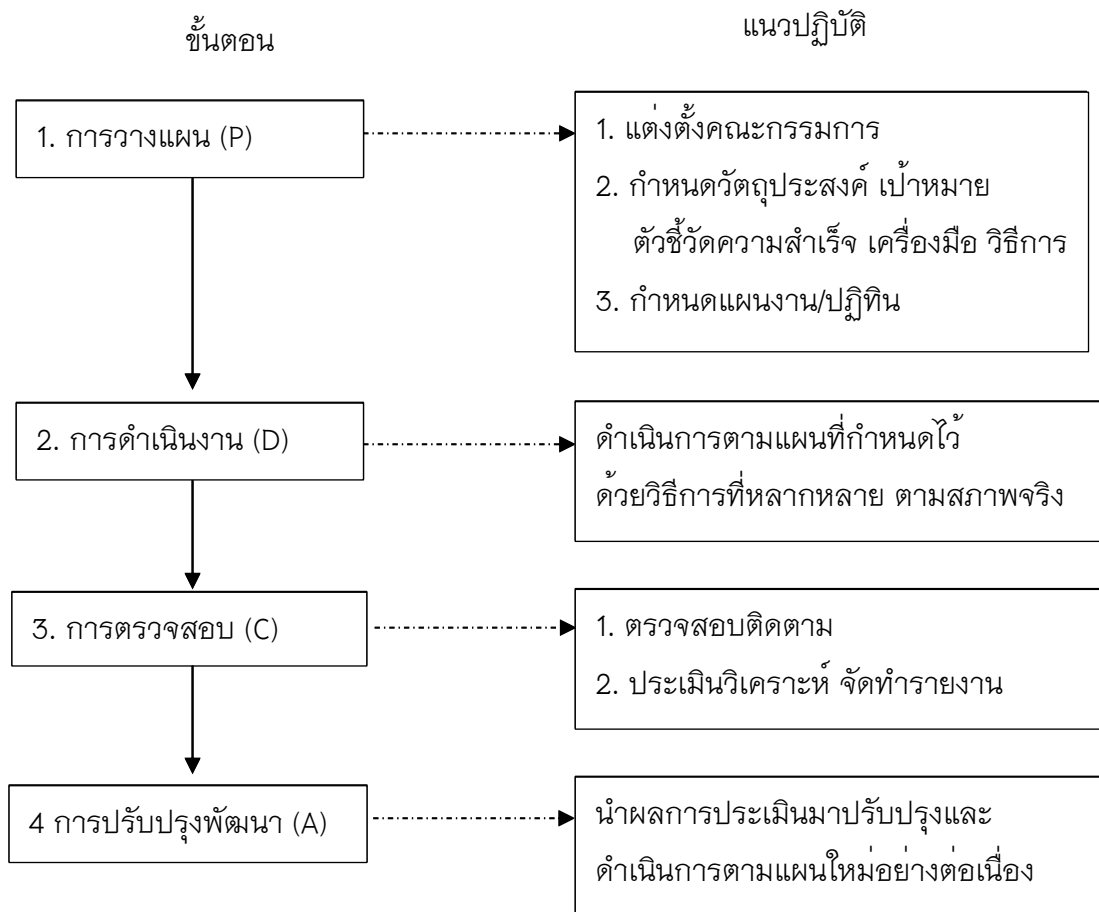 ขั้นตอน
แนวปฏิบัติ
1. การวางแผน (P)
1. แต่งตั้งคณะกรรมการ
2. กำหนดวัตถุประสงค์ เป้าหมาย
ตัวชี้วัดความสำเร็จ เครื่องมือ วิธีการ
3. กำหนดแผนงาน/ปฏิทิน
2. การดำเนินงาน (D)
ดำเนินการตามแผนที่กำหนดไว้
ด้วยวิธีการที่หลากหลาย ตามสภาพจริง
3. การตรวจสอบ (C)
1. ตรวจสอบติดตาม
2. ประเมินวิเคราะห์ จัดทำรายงาน
4 การปรับปรุงพัฒนา (A)
นำผลการประเมินมาปรับปรุงและ
ดำเนินการตามแผนใหม่อย่างต่อเนื่อง